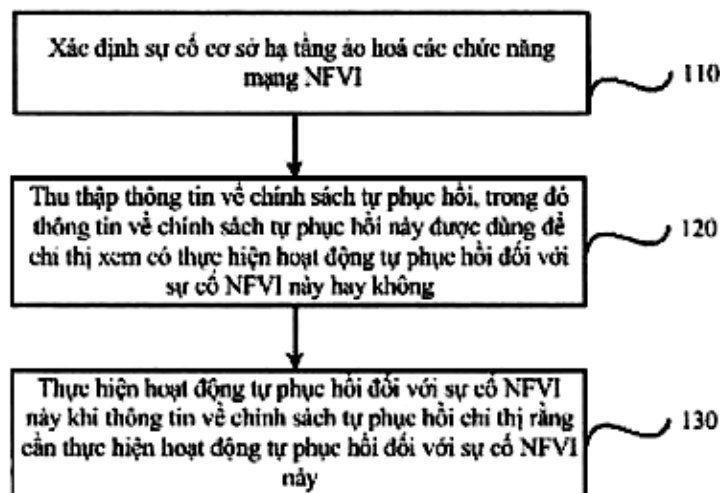 Xác định sự cố cơ sở hạ tầng ảo hoá các chức năng
mạng NFVI
110
Thu thập thông tin về chính sách tự phục hồi, trong đó
thông tin về chính sách tự phục hồi này được dùng để
chỉ thị xem có thực hiện hoạt động tự phục hồi đối với
sự cố NFVI này hay không
120
Thực hiện hoạt động tự phục hồi đối với sự cố NFVI
này khi thông tin về chính sách tự phục hồi chỉ thị rằng
cần thực hiện hoạt động tự phục hồi đối với sự cố NFVI
này
130